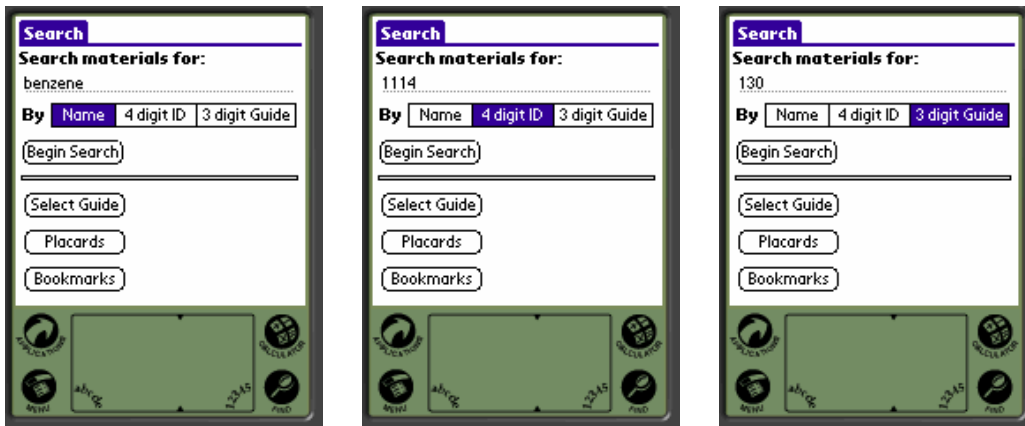 Search
Search materials for:
benzene
By Name 4 digit ID 3 digit Guide
Begin Search
Select Guide
Placards
Bookmarks
APPLICATIONS
CALCULATOR
MENU
abcde
12345
FIND
Search
Search materials for:
1114
By Name 4 digit ID 3 digit Guide
Begin Search
Select Guide
Placards
Bookmarks
APPLICATIONS
CALCULATOR
MENU
abcde
12345
FIND
Search
Search materials for:
130
By Name 4 digit ID 3 digit Guide
Begin Search
Select Guide
Placards
Bookmarks
APPLICATIONS
CALCULATOR
MENU
abcde
12345
FIND